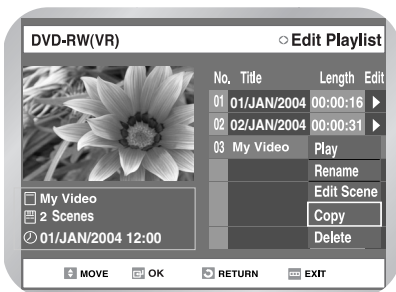 DVD-RW(VR)
Edit Playlist
No. Title Length Edit
01 01/JAN/2004 00:00:16
02 02/JAN/2004 00:00:31
03 My Video
Play
Rename
Edit Scene
Copy
Delete
My Video
2 Scenes
01/JAN/2004 12:00
MOVE OK RETURN EXIT